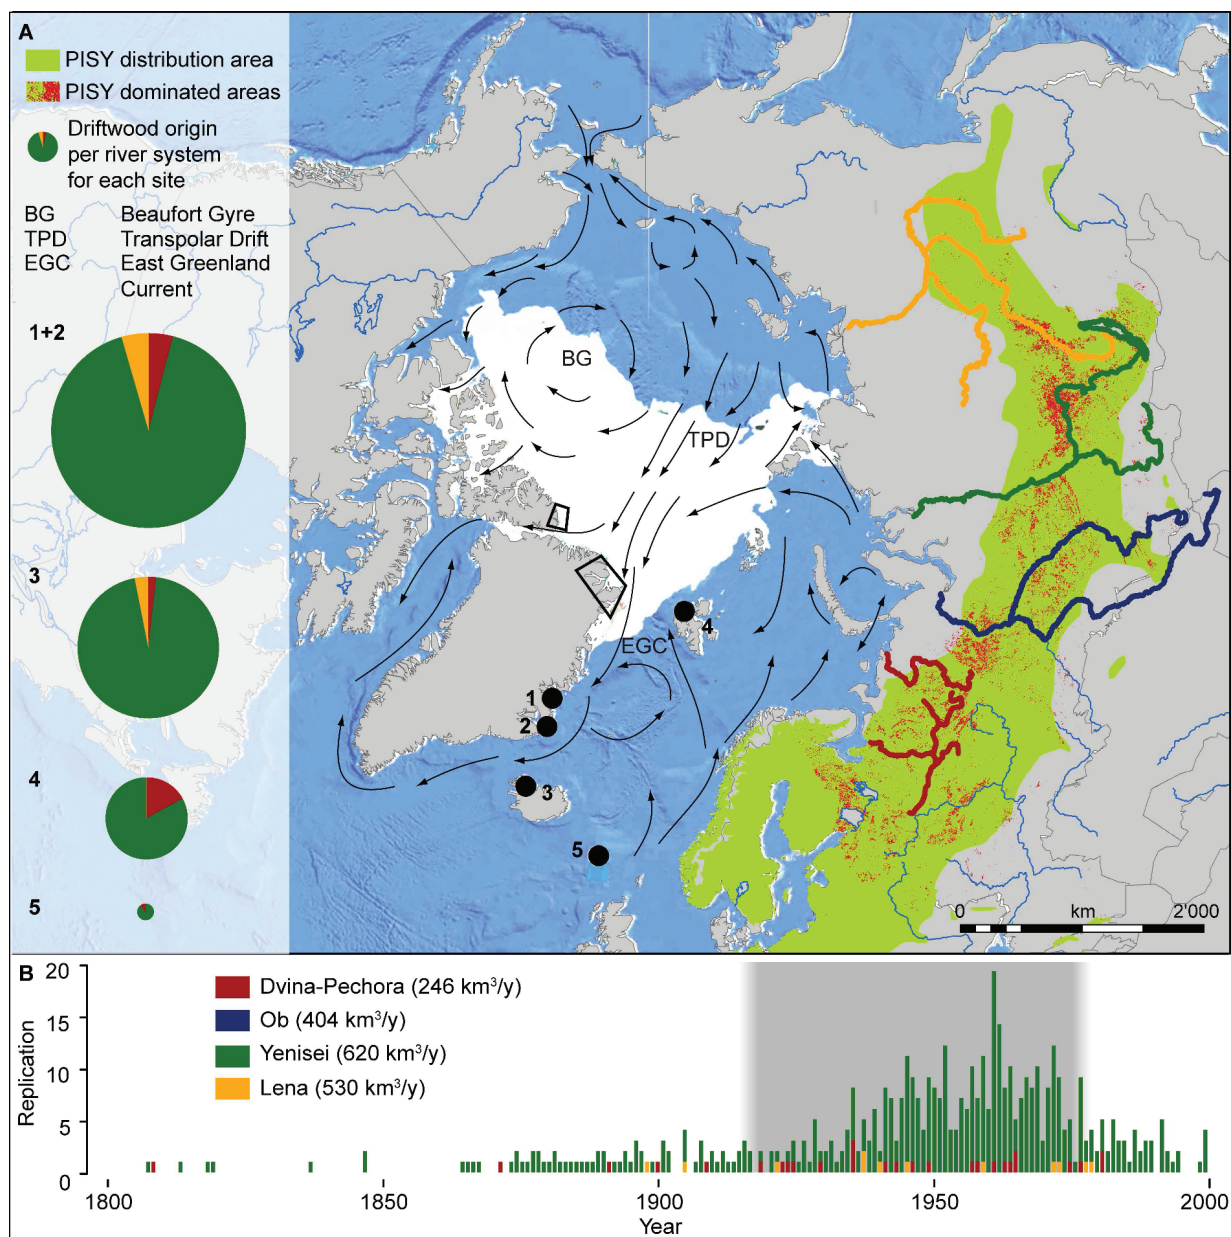 A
PISY distribution area
PISY dominated areas
Driftwood origin
per river system
for each site
BG Beaufort Gyre
TPD Transpolar Drift
EGC East Greenland
Current
1+2
3
4
5
BG
TPD
EGC
4
1
2
3
5
0 km 2'000
B
20
15
10
5
0
Replication
Dvina-Pechora (246 km³/y)
Ob (404 km³/y)
Yenisei (620 km³/y)
Lena (530 km³/y)
1800 1850 1900 1950 2000
Year